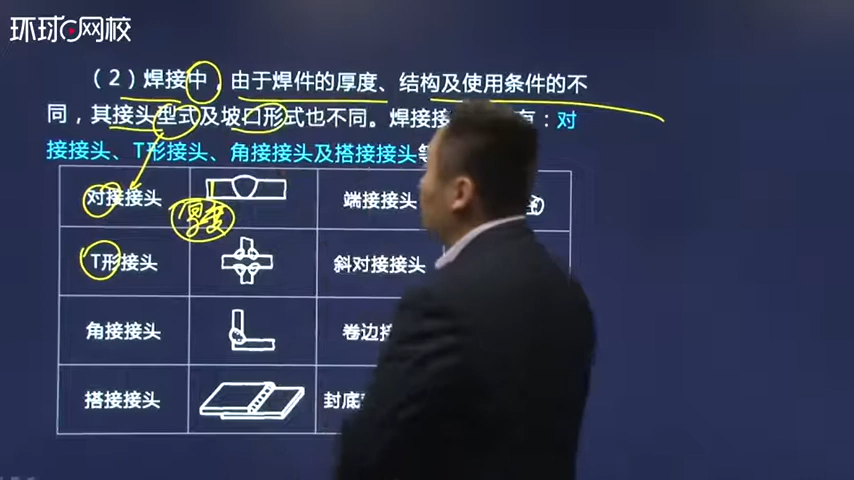 环球网校
（2）焊接中，由于焊件的厚度、结构及使用条件的不
同，其接头型式及坡口形式也不同。焊接接 有：对
接接头、T形接头、角接接头及搭接接头等
对接接头 端接接头
厚度
T形接头 斜对接接头
角接接头 卷边接
搭接接头 封底